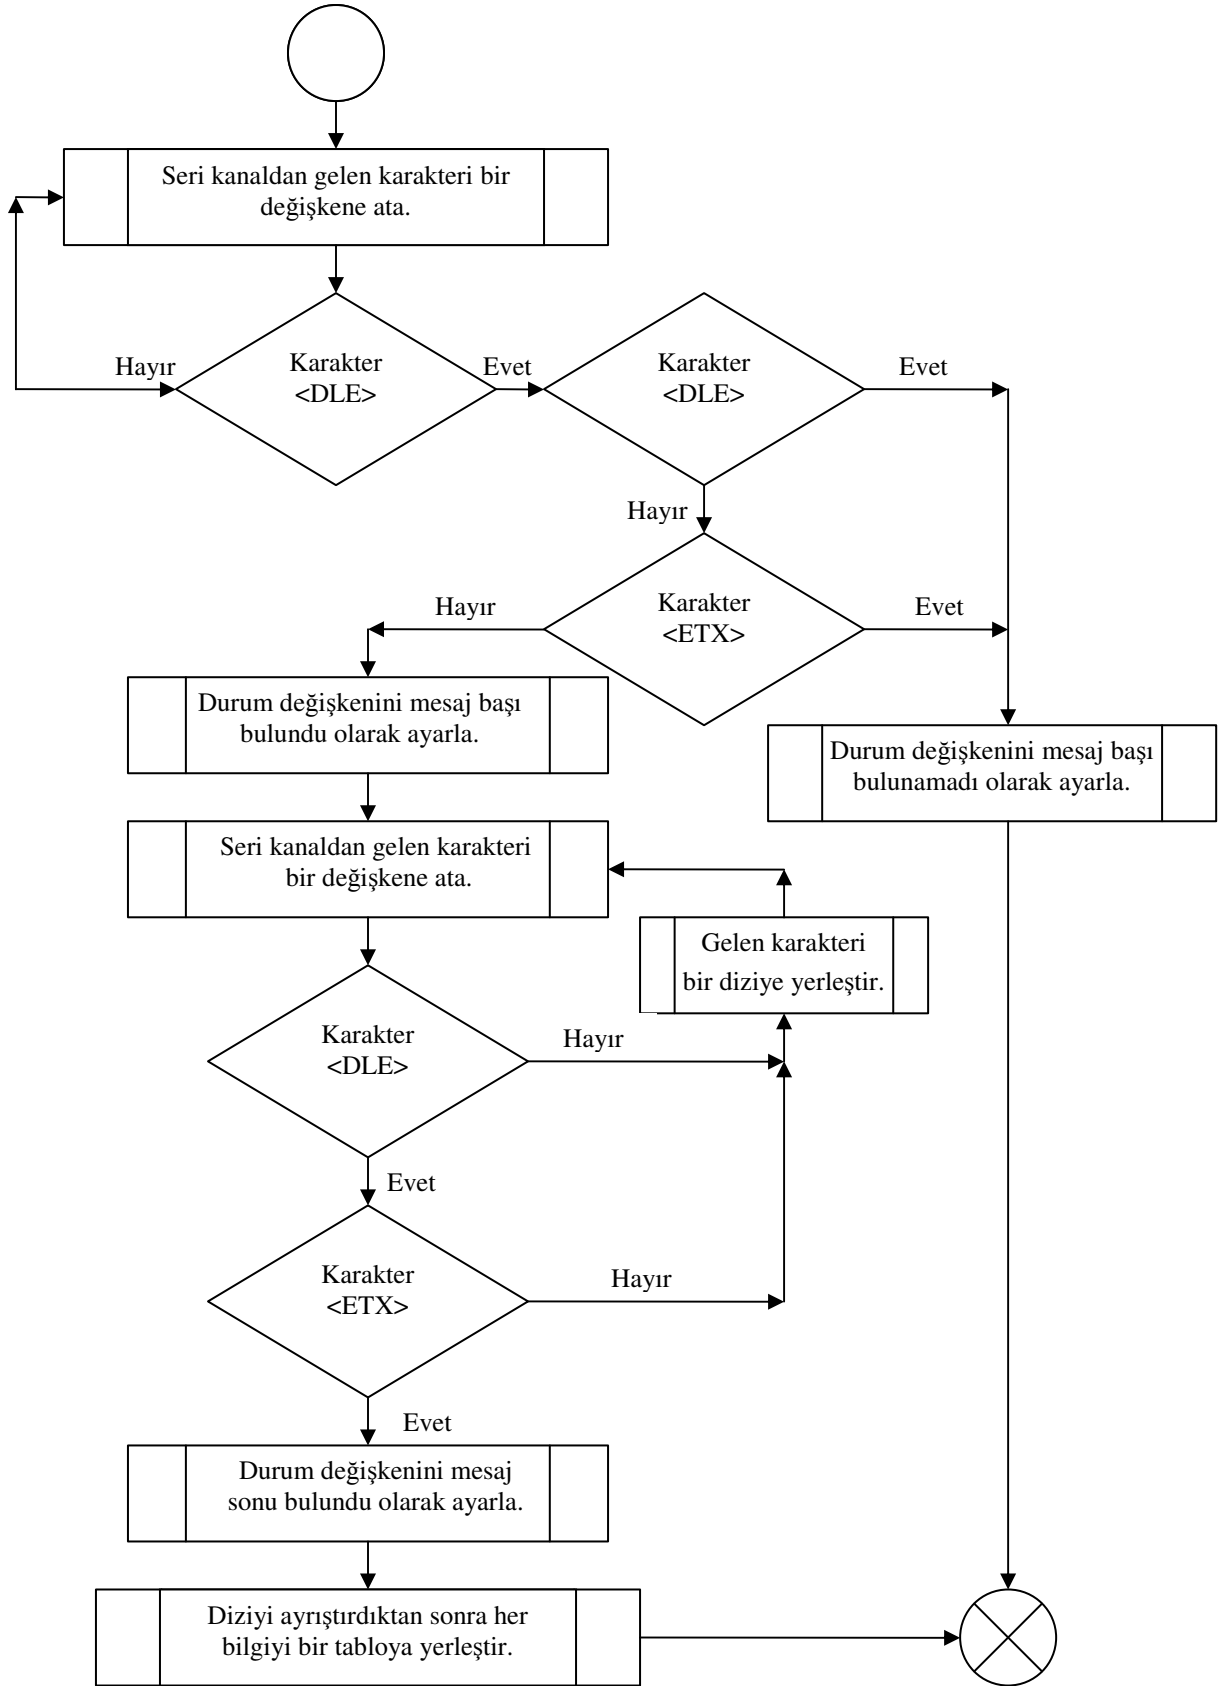 Seri kanaldan gelen karakteri bir
değişkene ata.
Hayır
Karakter
<DLE>
Evet
Karakter
<DLE>
Evet
Hayır
Karakter
<ETX>
Hayır
Evet
Durum değişkenini mesaj başı
bulundu olarak ayarla.
Durum değişkenini mesaj başı
bulunamadı olarak ayarla.
Seri kanaldan gelen karakteri
bir değişkene ata.
Gelen karakteri
bir diziye yerleştir.
Karakter
<DLE>
Hayır
Evet
Karakter
<ETX>
Hayır
Evet
Durum değişkenini mesaj
sonu bulundu olarak ayarla.
Diziyi ayrıştırdıktan sonra her
bilgiyi bir tabloya yerleştir.